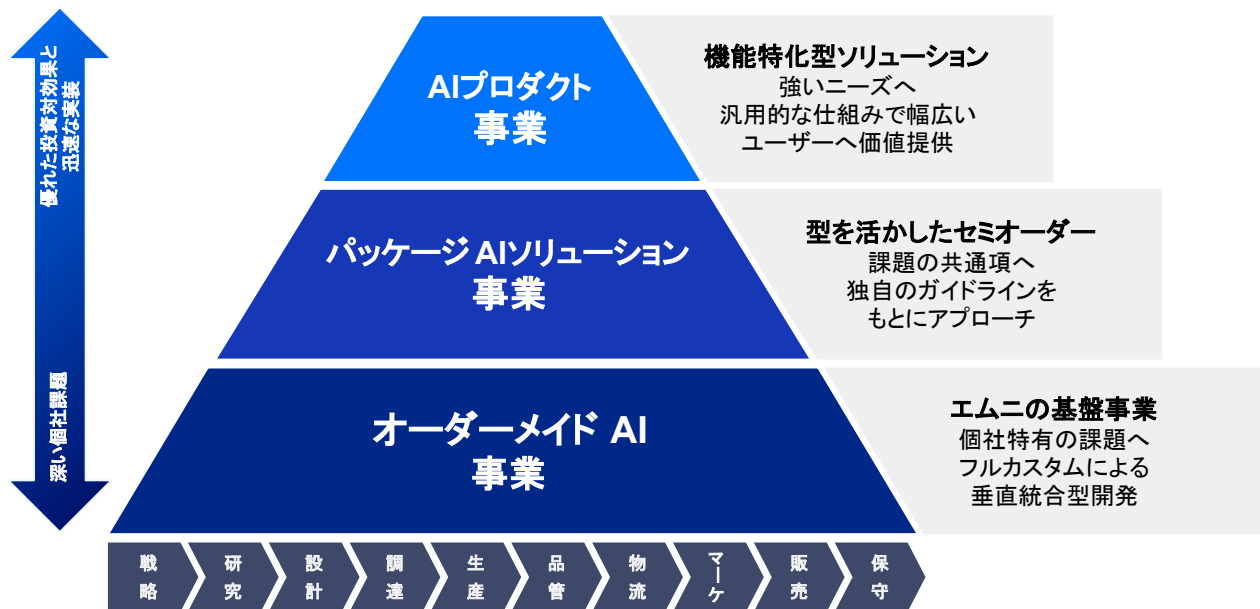 優れた投資対効果と
迅速な実装
深い個社課題
AIプロダクト
事業
機能特化型ソリューション
強いニーズへ
汎用的な仕組みで幅広い
ユーザーへ価値提供
パッケージ AIソリューション
事業
型を活かしたセミオーダー
課題の共通項へ
独自のガイドラインを
もとにアプローチ
オーダーメイド AI
事業
エムニの基盤事業
個社特有の課題へ
フルカスタムによる
垂直統合型開発
戦略
研究
設計
調達
生産
品管
物流
マーケ
販売
保守